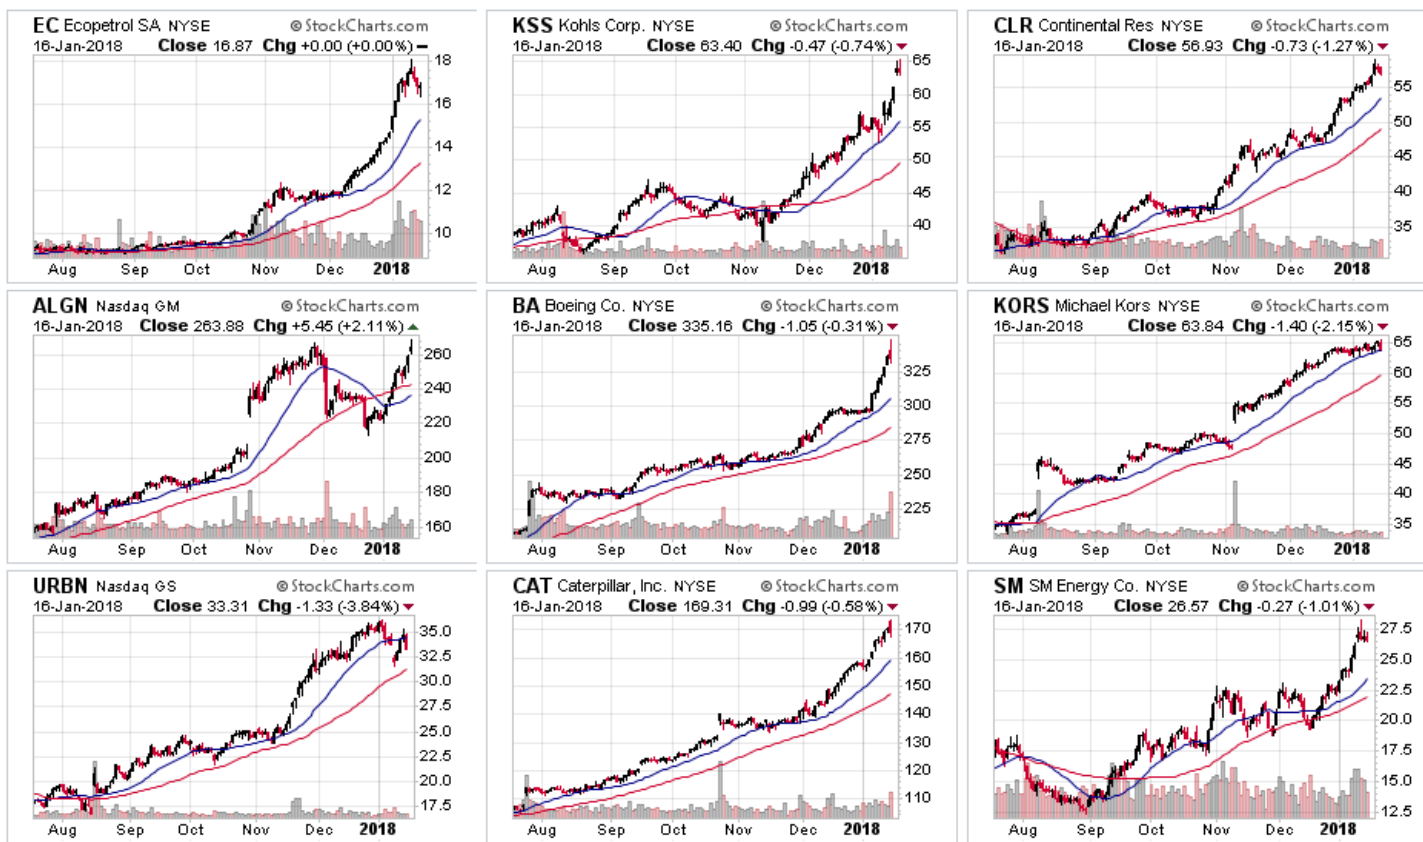 EC Ecopetrol SA NYSE © StockCharts.com
16-Jan-2018 Close 16.87 Chg +0.00 (+0.00%)
18
16
14
12
10
Aug Sep Oct Nov Dec 2018
KSS Kohls Corp. NYSE © StockCharts.com
16-Jan-2018 Close 63.40 Chg -0.47 (-0.74%)
65
60
55
50
45
40
Aug Sep Oct Nov Dec 2018
CLR Continental Res NYSE © StockCharts.com
16-Jan-2018 Close 56.93 Chg -0.73 (-1.27%)
55
50
45
40
35
Aug Sep Oct Nov Dec 2018
ALGN Nasdaq GM © StockCharts.com
16-Jan-2018 Close 263.88 Chg +5.45 (+2.11%)
260
240
220
200
180
160
Aug Sep Oct Nov Dec 2018
BA Boeing Co. NYSE © StockCharts.com
16-Jan-2018 Close 335.16 Chg -1.05 (-0.31%)
325
300
275
250
225
Aug Sep Oct Nov Dec 2018
KORS Michael Kors NYSE © StockCharts.com
16-Jan-2018 Close 63.84 Chg -1.40 (-2.15%)
65
60
55
50
45
40
35
Aug Sep Oct Nov Dec 2018
URBN Nasdaq GS © StockCharts.com
16-Jan-2018 Close 33.31 Chg -1.33 (-3.84%)
35.0
32.5
30.0
27.5
25.0
22.5
20.0
17.5
Aug Sep Oct Nov Dec 2018
CAT Caterpillar, Inc. NYSE © StockCharts.com
16-Jan-2018 Close 169.31 Chg -0.99 (-0.58%)
170
160
150
140
130
120
110
Aug Sep Oct Nov Dec 2018
SM SM Energy Co. NYSE © StockCharts.com
16-Jan-2018 Close 26.57 Chg -0.27 (-1.01%)
27.5
25.0
22.5
20.0
17.5
15.0
12.5
Aug Sep Oct Nov Dec 2018